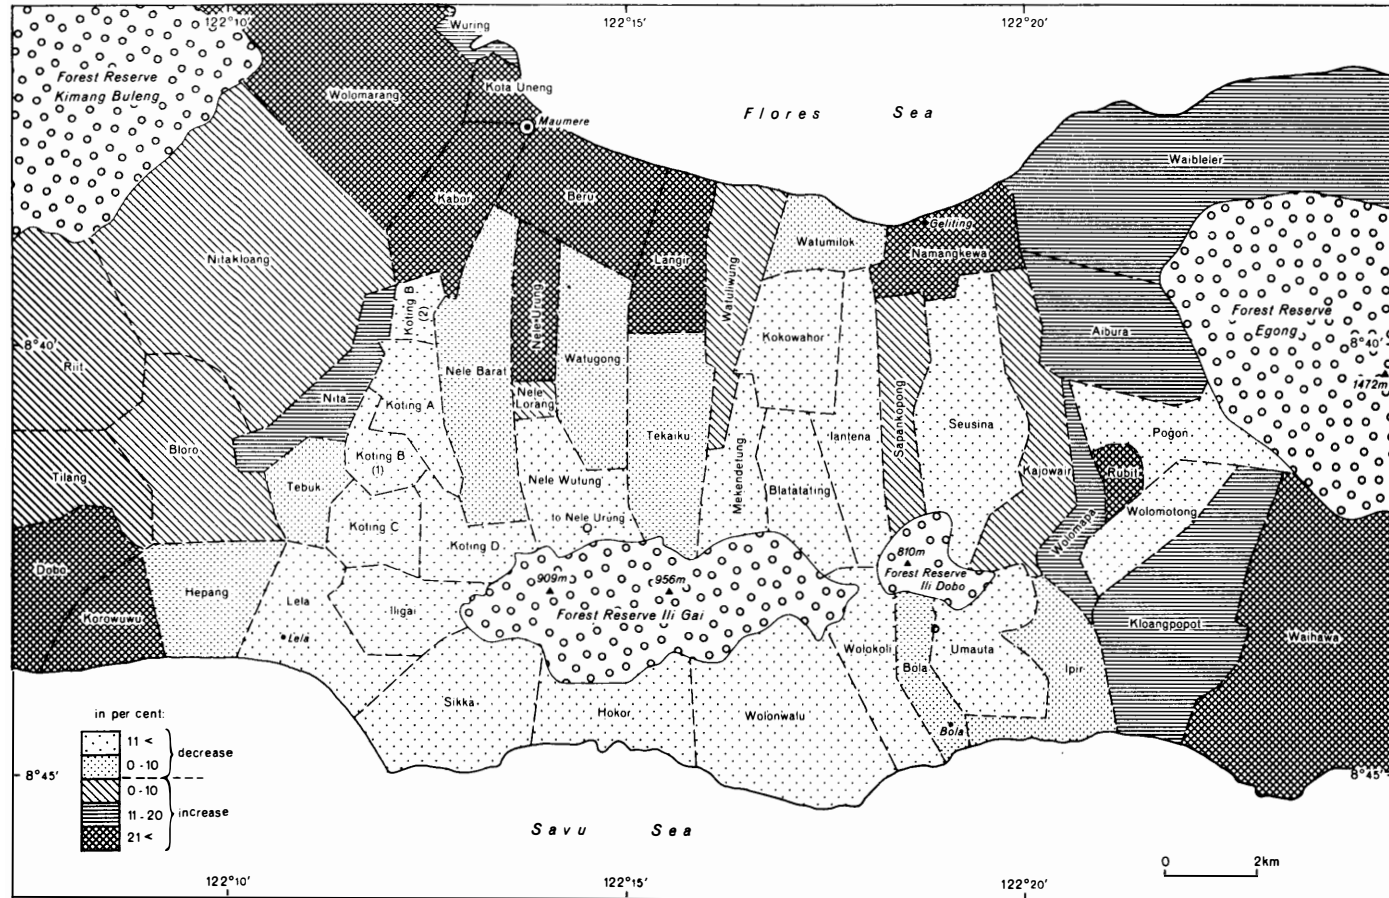 122°10'
122°15'
122°20'
Wuring
Forest Reserve
Kimang Buleng
Wolomarang
Kota Uneng
Maumere
Flores Sea
Waibleler
Kabor
Beru
Geliting
Namangkewa
Watumilok
Nitakloang
Langir
Watuliwung
Koting B
(2)
Nele Urung
Forest Reserve
Egong
8°40'
Kokowahor
Aibura
8°40'
Riit
Nele Barat
Watugong
1472m
Nita
Nele
Lorang
Koting A
Sapankopong
Seusina
Tekaiku
Iantena
Pogon
Bloro
Koting B
(1)
Mekendetung
Kajowair
Rubit
Tilang
Tebuk
Nele Wutung
Blatatating
Wolomotong
to Nele Urung
Koting C
Wolomapa
Koting D
810m
Forest Reserve
Ili Dobo
Dobo
909m
956m
Hepang
Lela
Iligai
Forest Reserve Ili Gai
Korowuwu
Kloangpopot
Lela
Wolokoli
Umauta
Waihawa
Bola
Ipir
Sikka
Hokor
Wolonwalu
Bola
in per cent:
11 <
decrease
0-10
8°45'
8°45'
0-10
11-20
increase
21 <
Savu Sea
0 2km
122°10'
122°15'
122°20'